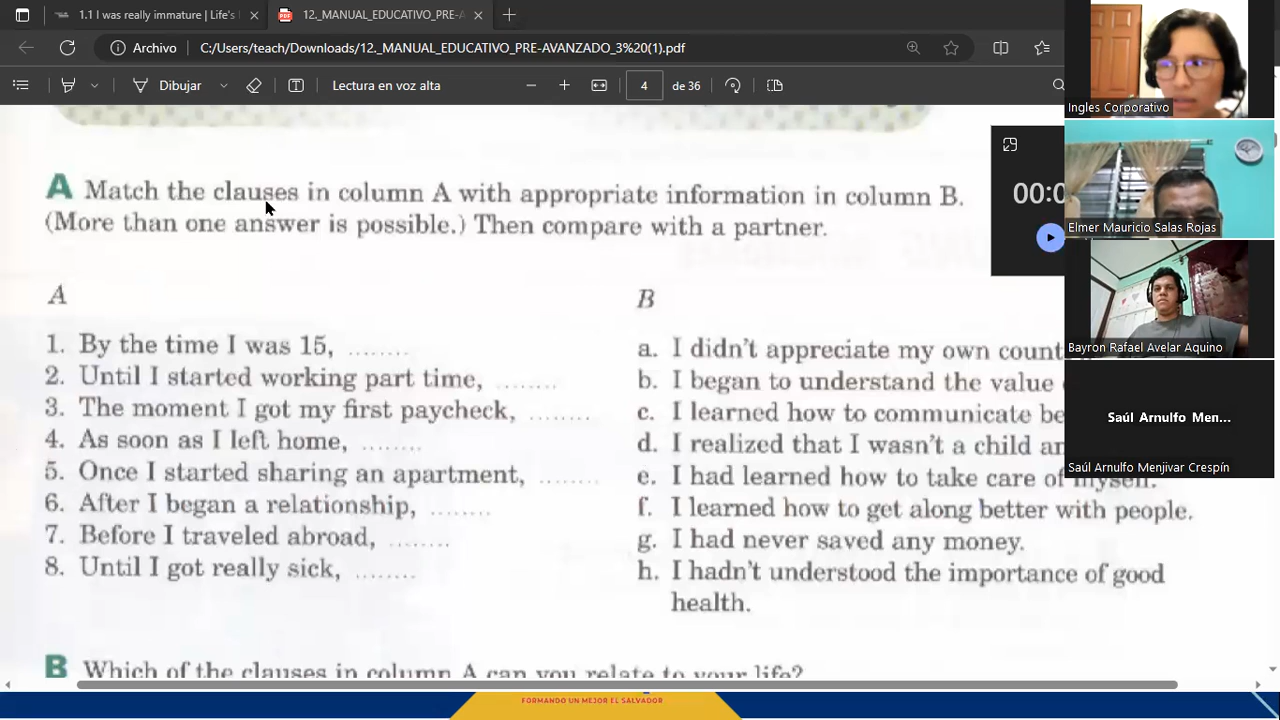 1.1 I was really immature | Life's
12._MANUAL_EDUCATIVO_PRE-A
Archivo
C:/Users/teach/Downloads/12._MANUAL_EDUCATIVO_PRE-AVANZADO_3%20(1).pdf
Dibujar
Lectura en voz alta
4
de 36
A Match the clauses in column A with appropriate information in column B.
(More than one answer is possible.) Then compare with a partner.
00:0
A
1. By the time I was 15, ........
2. Until I started working part time, ........
3. The moment I got my first paycheck, ........
4. As soon as I left home, ........
5. Once I started sharing an apartment, ........
6. After I began a relationship, ........
7. Before I traveled abroad, ........
8. Until I got really sick, ........
B
a. I didn't appreciate my own count
b. I began to understand the value
c. I learned how to communicate be
d. I realized that I wasn't a child an
e. I had learned how to take care of myself.
f. I learned how to get along better with people.
g. I had never saved any money.
h. I hadn't understood the importance of good
health.
B Which of the clauses in column A can you relate to your life?
FORMANDO UN MEJOR EL SALVADOR
Ingles Corporativo
Elmer Mauricio Salas Rojas
Bayron Rafael Avelar Aquino
Saúl Arnulfo Men...
Saúl Arnulfo Menjivar Crespín